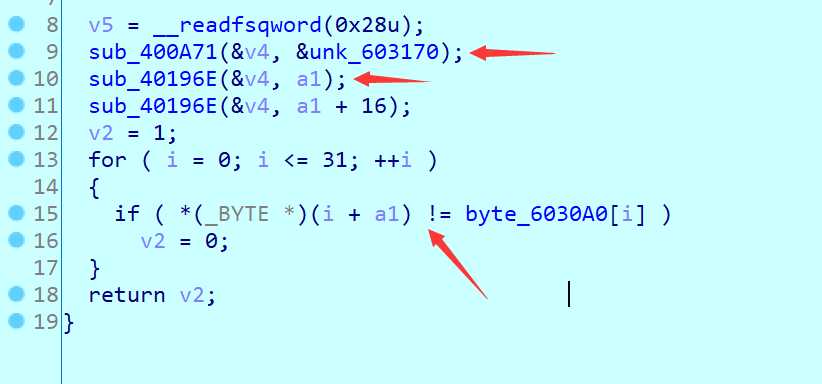 8 v5 = __readfsqword(0x28u);
9 sub_400A71(&v4, &unk_603170);
10 sub_40196E(&v4, a1);
11 sub_40196E(&v4, a1 + 16);
12 v2 = 1;
13 for ( i = 0; i <= 31; ++i )
14 {
15 if ( *(_BYTE *)(i + a1) != byte_6030A0[i] )
16 v2 = 0;
17 }
18 return v2;
19 }